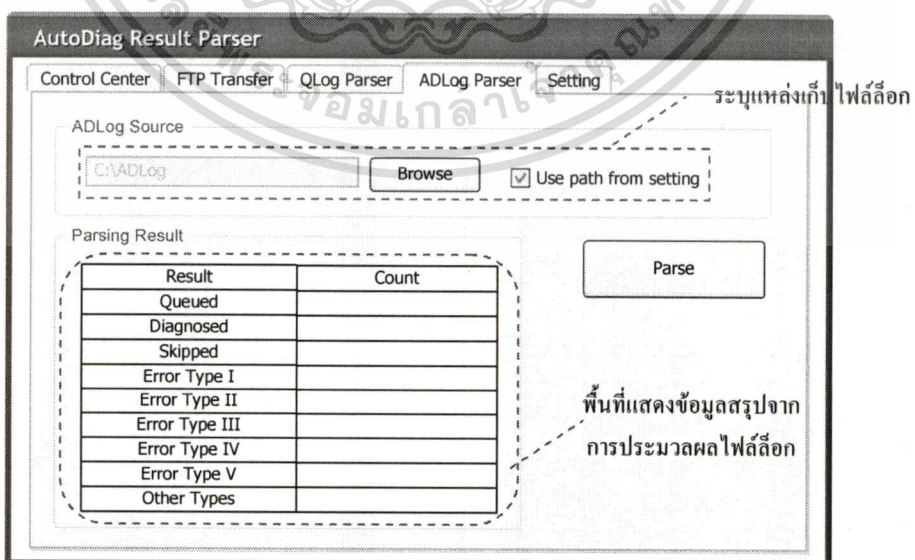 AutoDiag Result Parser
Control Center FTP Transfer QLog Parser ADLog Parser Setting
ระบุแหล่งเก็บไฟล์ล็อก
ADLog Source
C:\ADLog Browse Use path from setting
Parsing Result
Parse
Result Count
Queued
Diagnosed
Skipped
Error Type I
Error Type II
Error Type III
Error Type IV
Error Type V
Other Types
พื้นที่แสดงข้อมูลสรุปจาก
การประมวลผลไฟล์ล็อก